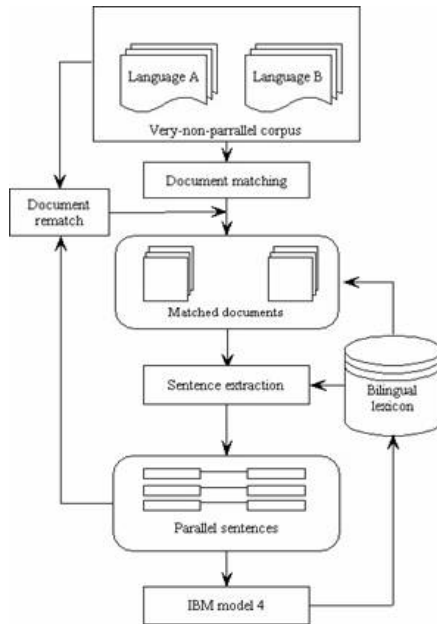 Language A
Language B
Very-non-parrallel corpus
Document matching
Document
rematch
Matched documents
Sentence extraction
Bilingual
lexicon
Parallel sentences
IBM model 4